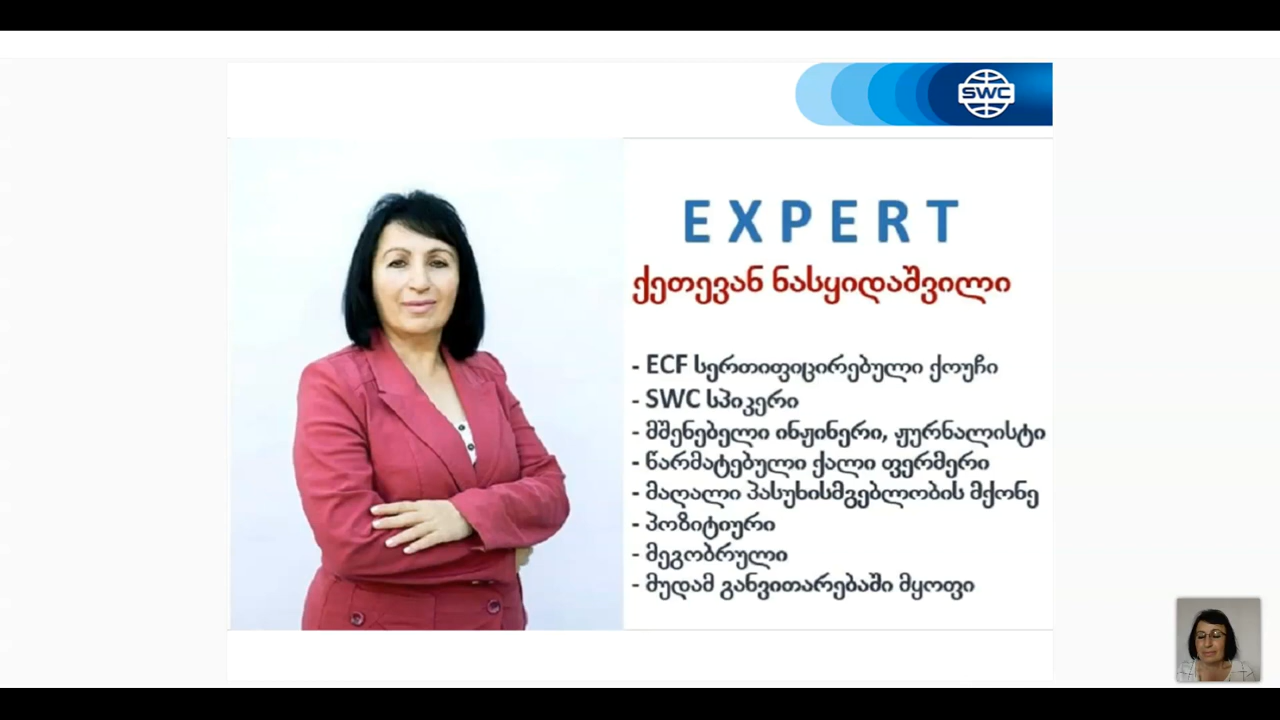 SWC
EXPERT
ქეთევან ნასყიდაშვილი
- ECF სერთიფიცირებული ქოუჩი
- SWC სპიკერი
- მშენებელი ინჟინერი, ჟურნალისტი
- წარმატებული ქალი ფერმერი
- მაღალი პასუხისმგებლობის მქონე
- პოზიტიური
- მეგობრული
- მუდამ განვითარებაში მყოფი